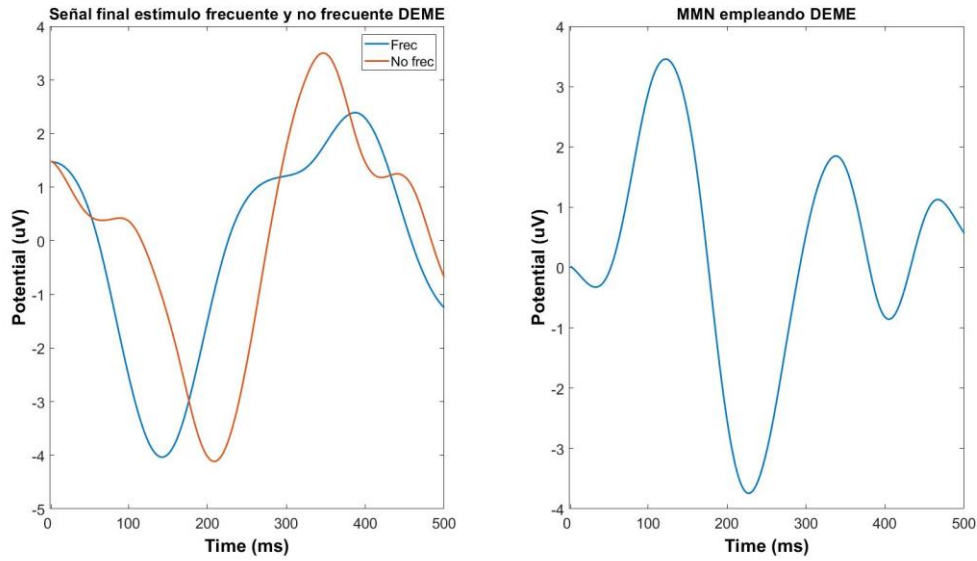 Señal final estímulo frecuente y no frecuente DEME
4
3
2
1
0
-1
-2
-3
-4
-5
Potential (uV)
Frec
No frec
0 100 200 300 400 500
Time (ms)
MMN empleando DEME
4
3
2
1
0
-1
-2
-3
-4
Potential (uV)
0 100 200 300 400 500
Time (ms)